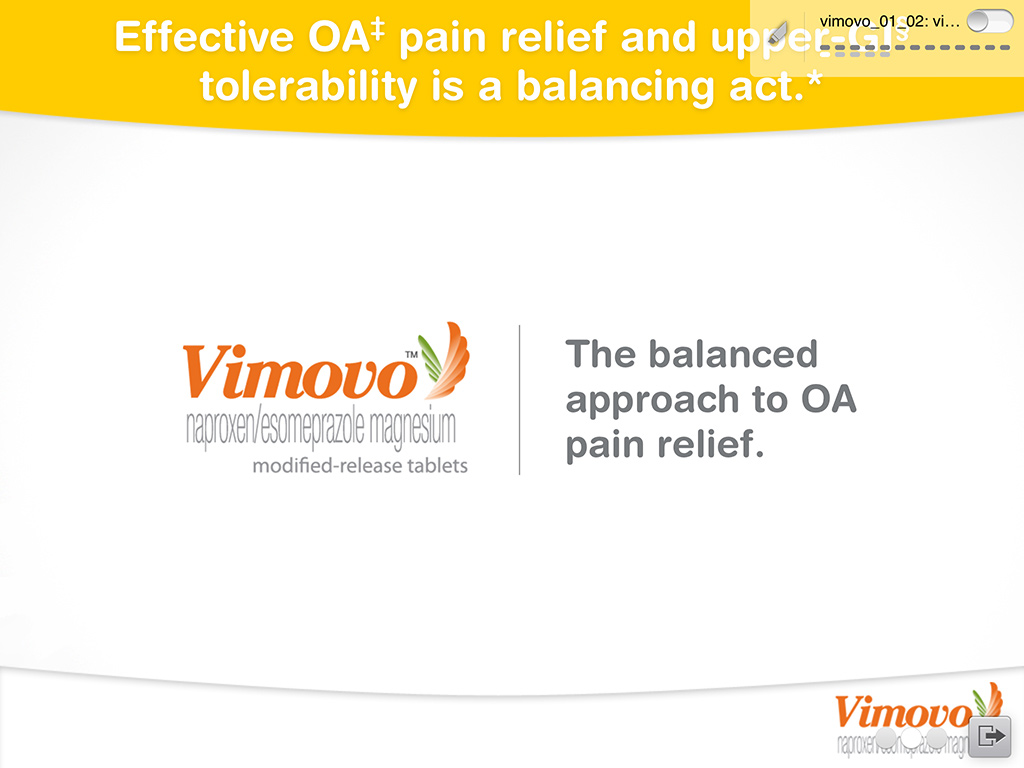 Effective OA‡ pain relief and upper-GI§
tolerability is a balancing act.*
vimovo_01_02: vi...
Vimovo™
naproxen/esomeprazole magnesium
modified-release tablets
The balanced
approach to OA
pain relief.
Vimovo